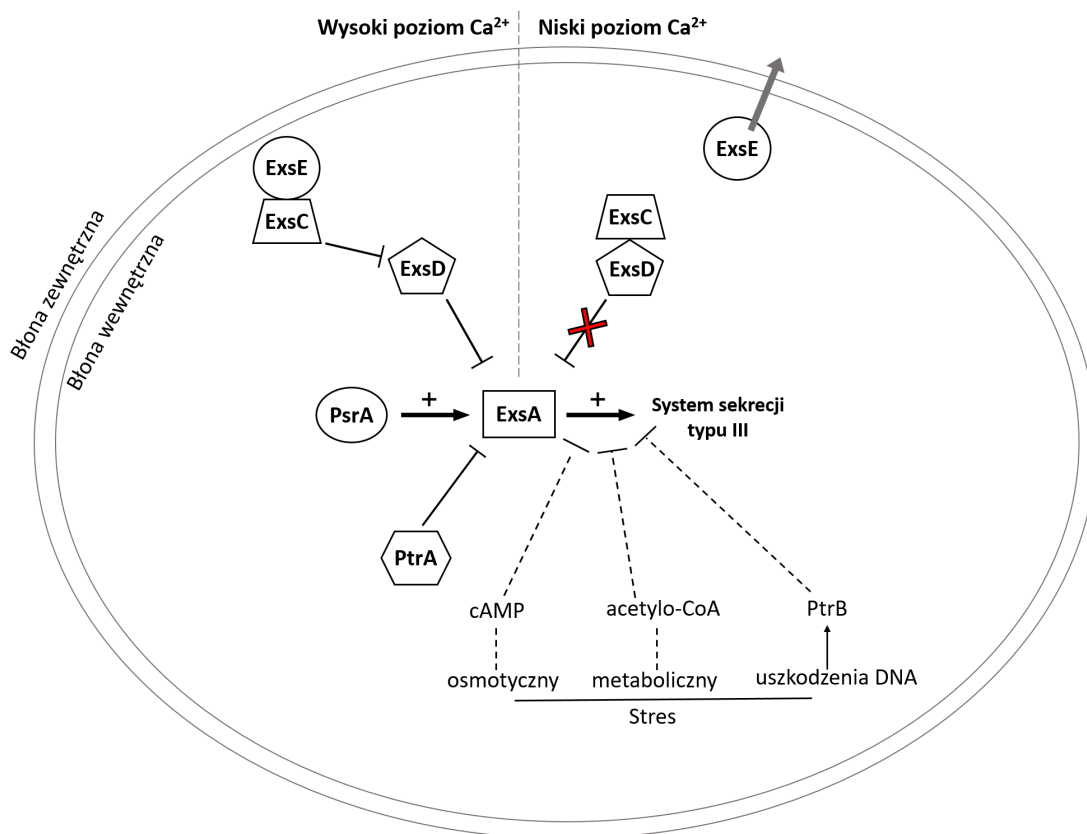 Wysoki poziom Ca²⁺
Niski poziom Ca²⁺
Błona zewnętrzna
Błona wewnętrzna
ExsE
ExsC
ExsD
ExsE
ExsC
ExsD
PsrA
+
ExsA
+
System sekrecji
typu III
PtrA
cAMP
acetylo-CoA
PtrB
osmotyczny
metaboliczny
uszkodzenia DNA
Stres